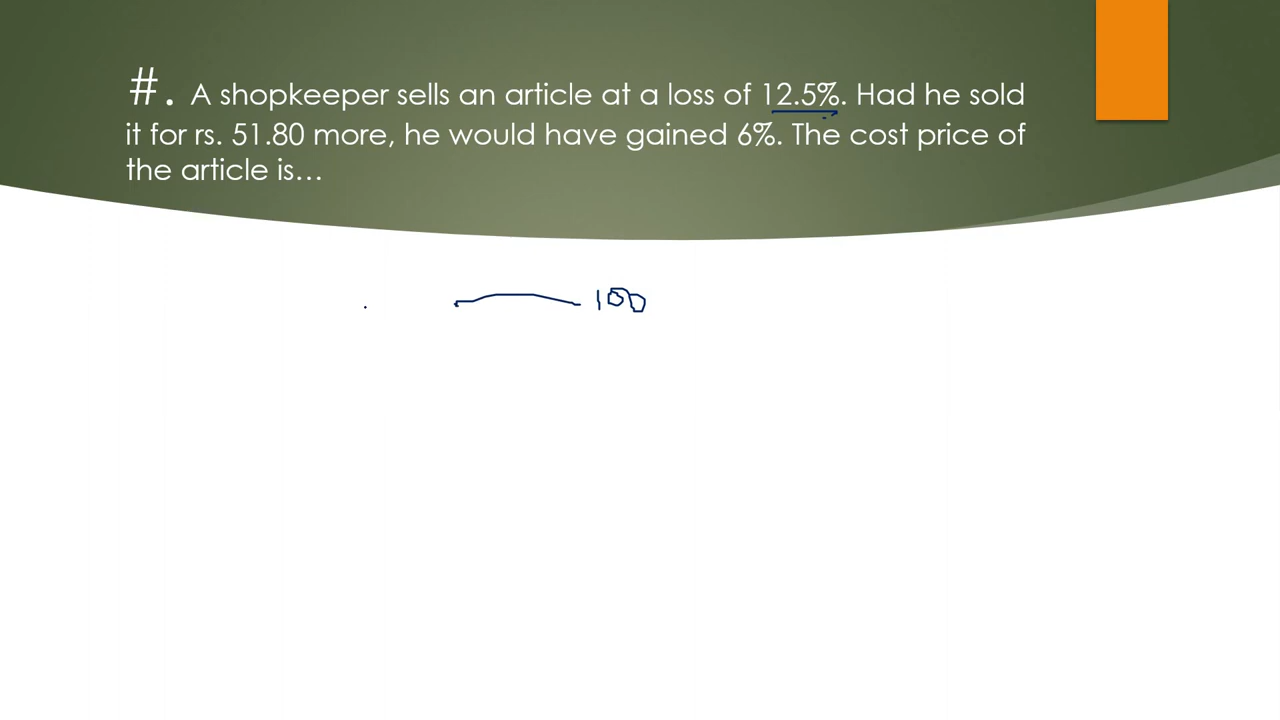 #. A shopkeeper sells an article at a loss of 12.5%. Had he sold
it for rs. 51.80 more, he would have gained 6%. The cost price of
the article is…
100